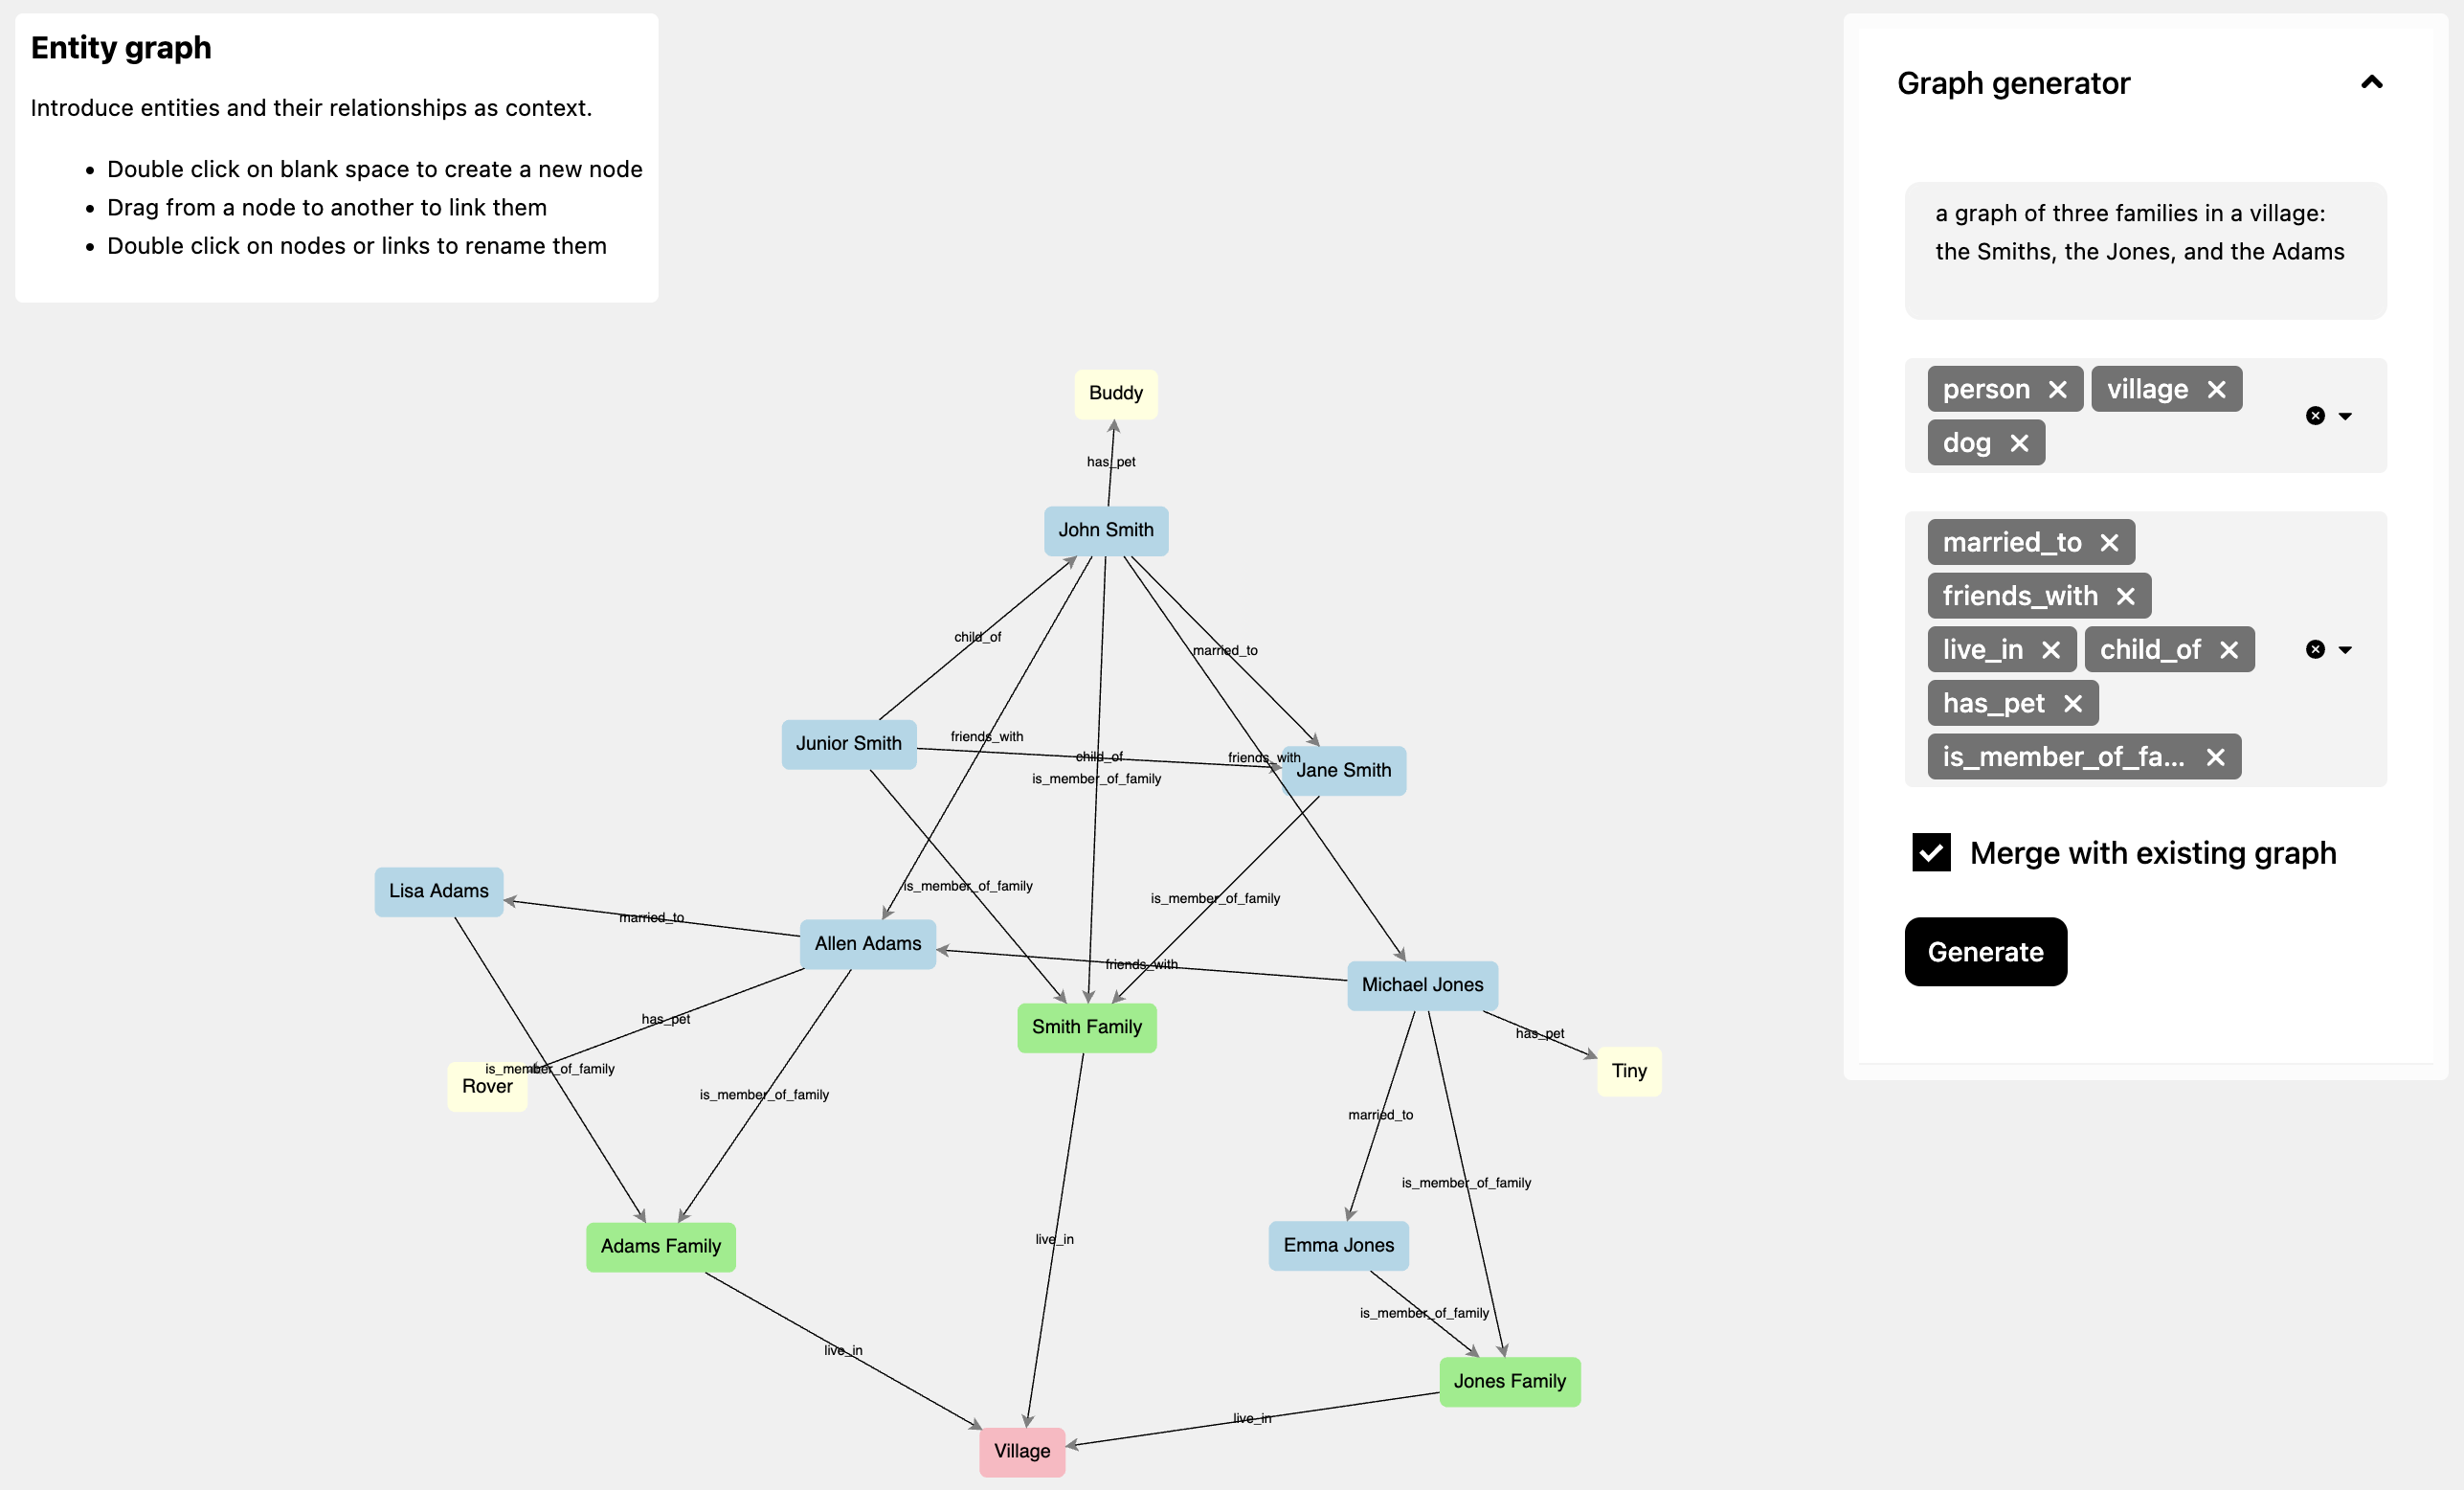 Entity graph
Introduce entities and their relationships as context.
• Double click on blank space to create a new node
• Drag from a node to another to link them
• Double click on nodes or links to rename them
Graph generator
a graph of three families in a village:
the Smiths, the Jones, and the Adams
person
village
dog
married_to
friends_with
live_in
child_of
has_pet
is_member_of_fa...
Merge with existing graph
Generate
Buddy
has_pet
John Smith
child_of
married_to
Junior Smith
friends_with
child_of
friends_with
is_member_of_family
Jane Smith
Lisa Adams
is_member_of_family
is_member_of_family
married_to
Allen Adams
friends_with
Michael Jones
has_pet
Smith Family
has_pet
is_member_of_family
Rover
Tiny
is_member_of_family
married_to
is_member_of_family
Adams Family
live_in
Emma Jones
is_member_of_family
live_in
Jones Family
live_in
Village